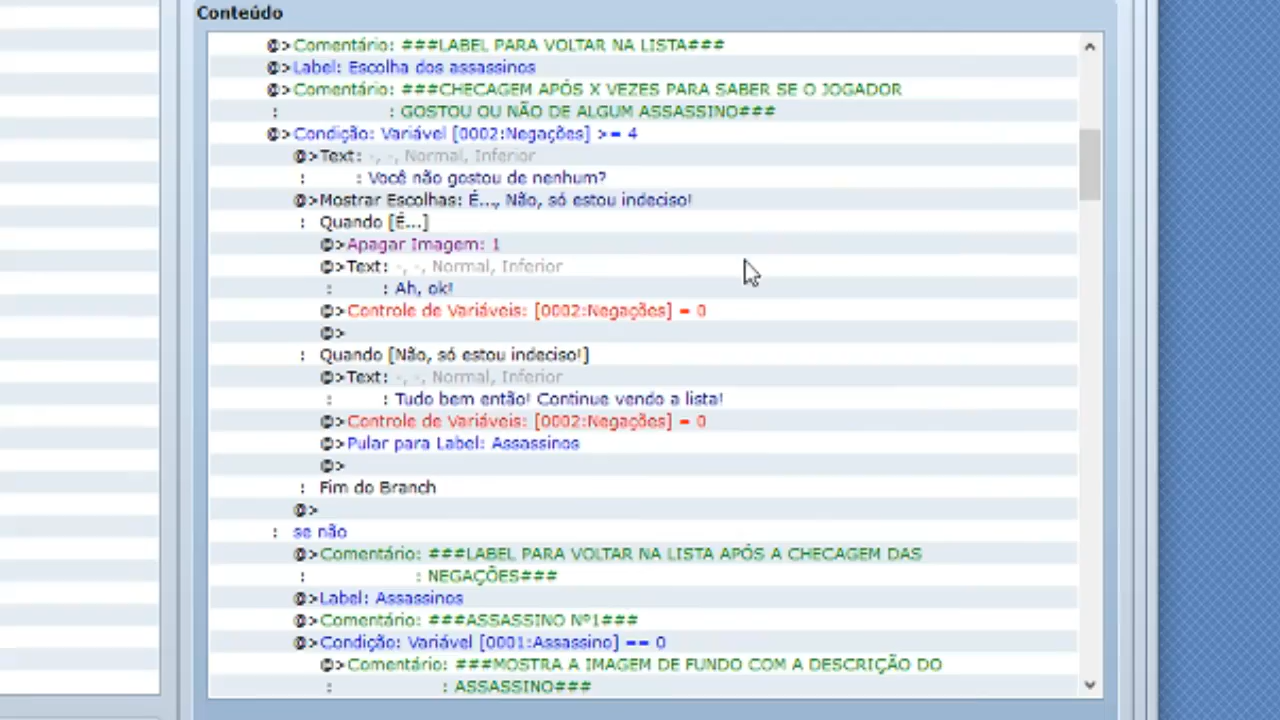 Conteúdo
@>Comentário: ###LABEL PARA VOLTAR NA LISTA###
@>Label: Escolha dos assassinos
@>Comentário: ###CHECAGEM APÓS X VEZES PARA SABER SE O JOGADOR
: : GOSTOU OU NÃO DE ALGUM ASSASSINO###
@>Condição: Variável [0002:Negações] >= 4
@>Text: -, -, Normal, Inferior
: : Você não gostou de nenhum?
@>Mostrar Escolhas: É..., Não, só estou indeciso!
: Quando [É...]
@>Apagar Imagem: 1
@>Text: -, -, Normal, Inferior
: : Ah, ok!
@>Controle de Variáveis: [0002:Negações] = 0
@>
: Quando [Não, só estou indeciso!]
@>Text: -, -, Normal, Inferior
: : Tudo bem então! Continue vendo a lista!
@>Controle de Variáveis: [0002:Negações] = 0
@>Pular para Label: Assassinos
@>
: Fim do Branch
@>
: se não
@>Comentário: ###LABEL PARA VOLTAR NA LISTA APÓS A CHECAGEM DAS
: : NEGAÇÕES###
@>Label: Assassinos
@>Comentário: ###ASSASSINO Nº1###
@>Condição: Variável [0001:Assassino] == 0
@>Comentário: ###MOSTRA A IMAGEM DE FUNDO COM A DESCRIÇÃO DO
: : ASSASSINO###